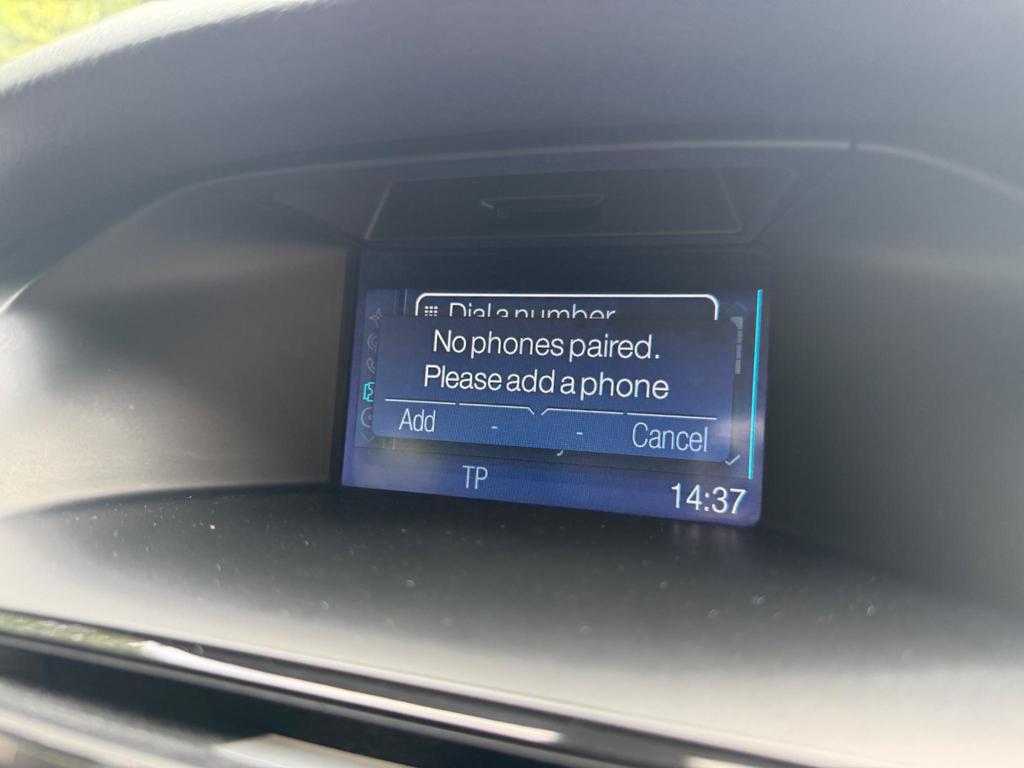 Dial a number
No phones paired.
Please add a phone
Add - - Cancel
TP 14:37